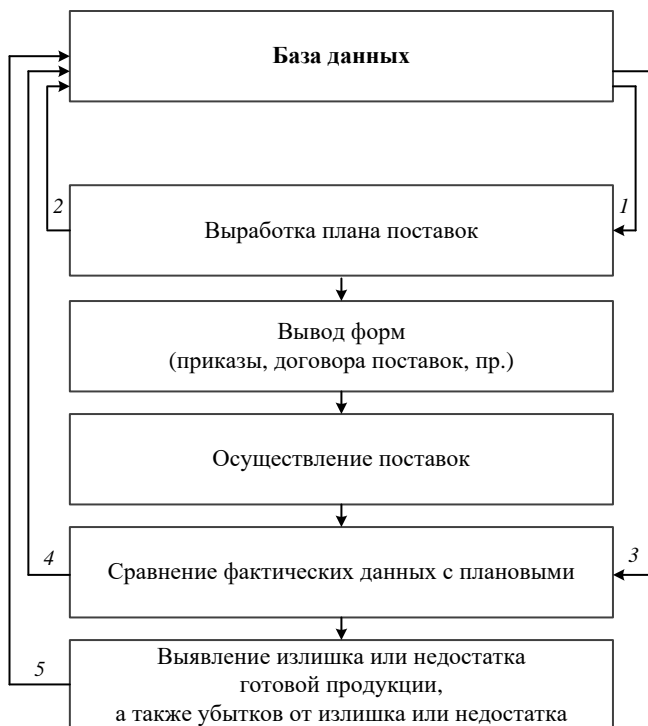 База данных
2
1
Выработка плана поставок
Вывод форм
(приказы, договора поставок, пр.)
Осуществление поставок
4
3
Сравнение фактических данных с плановыми
5
Выявление излишка или недостатка
готовой продукции,
а также убытков от излишка или недостатка